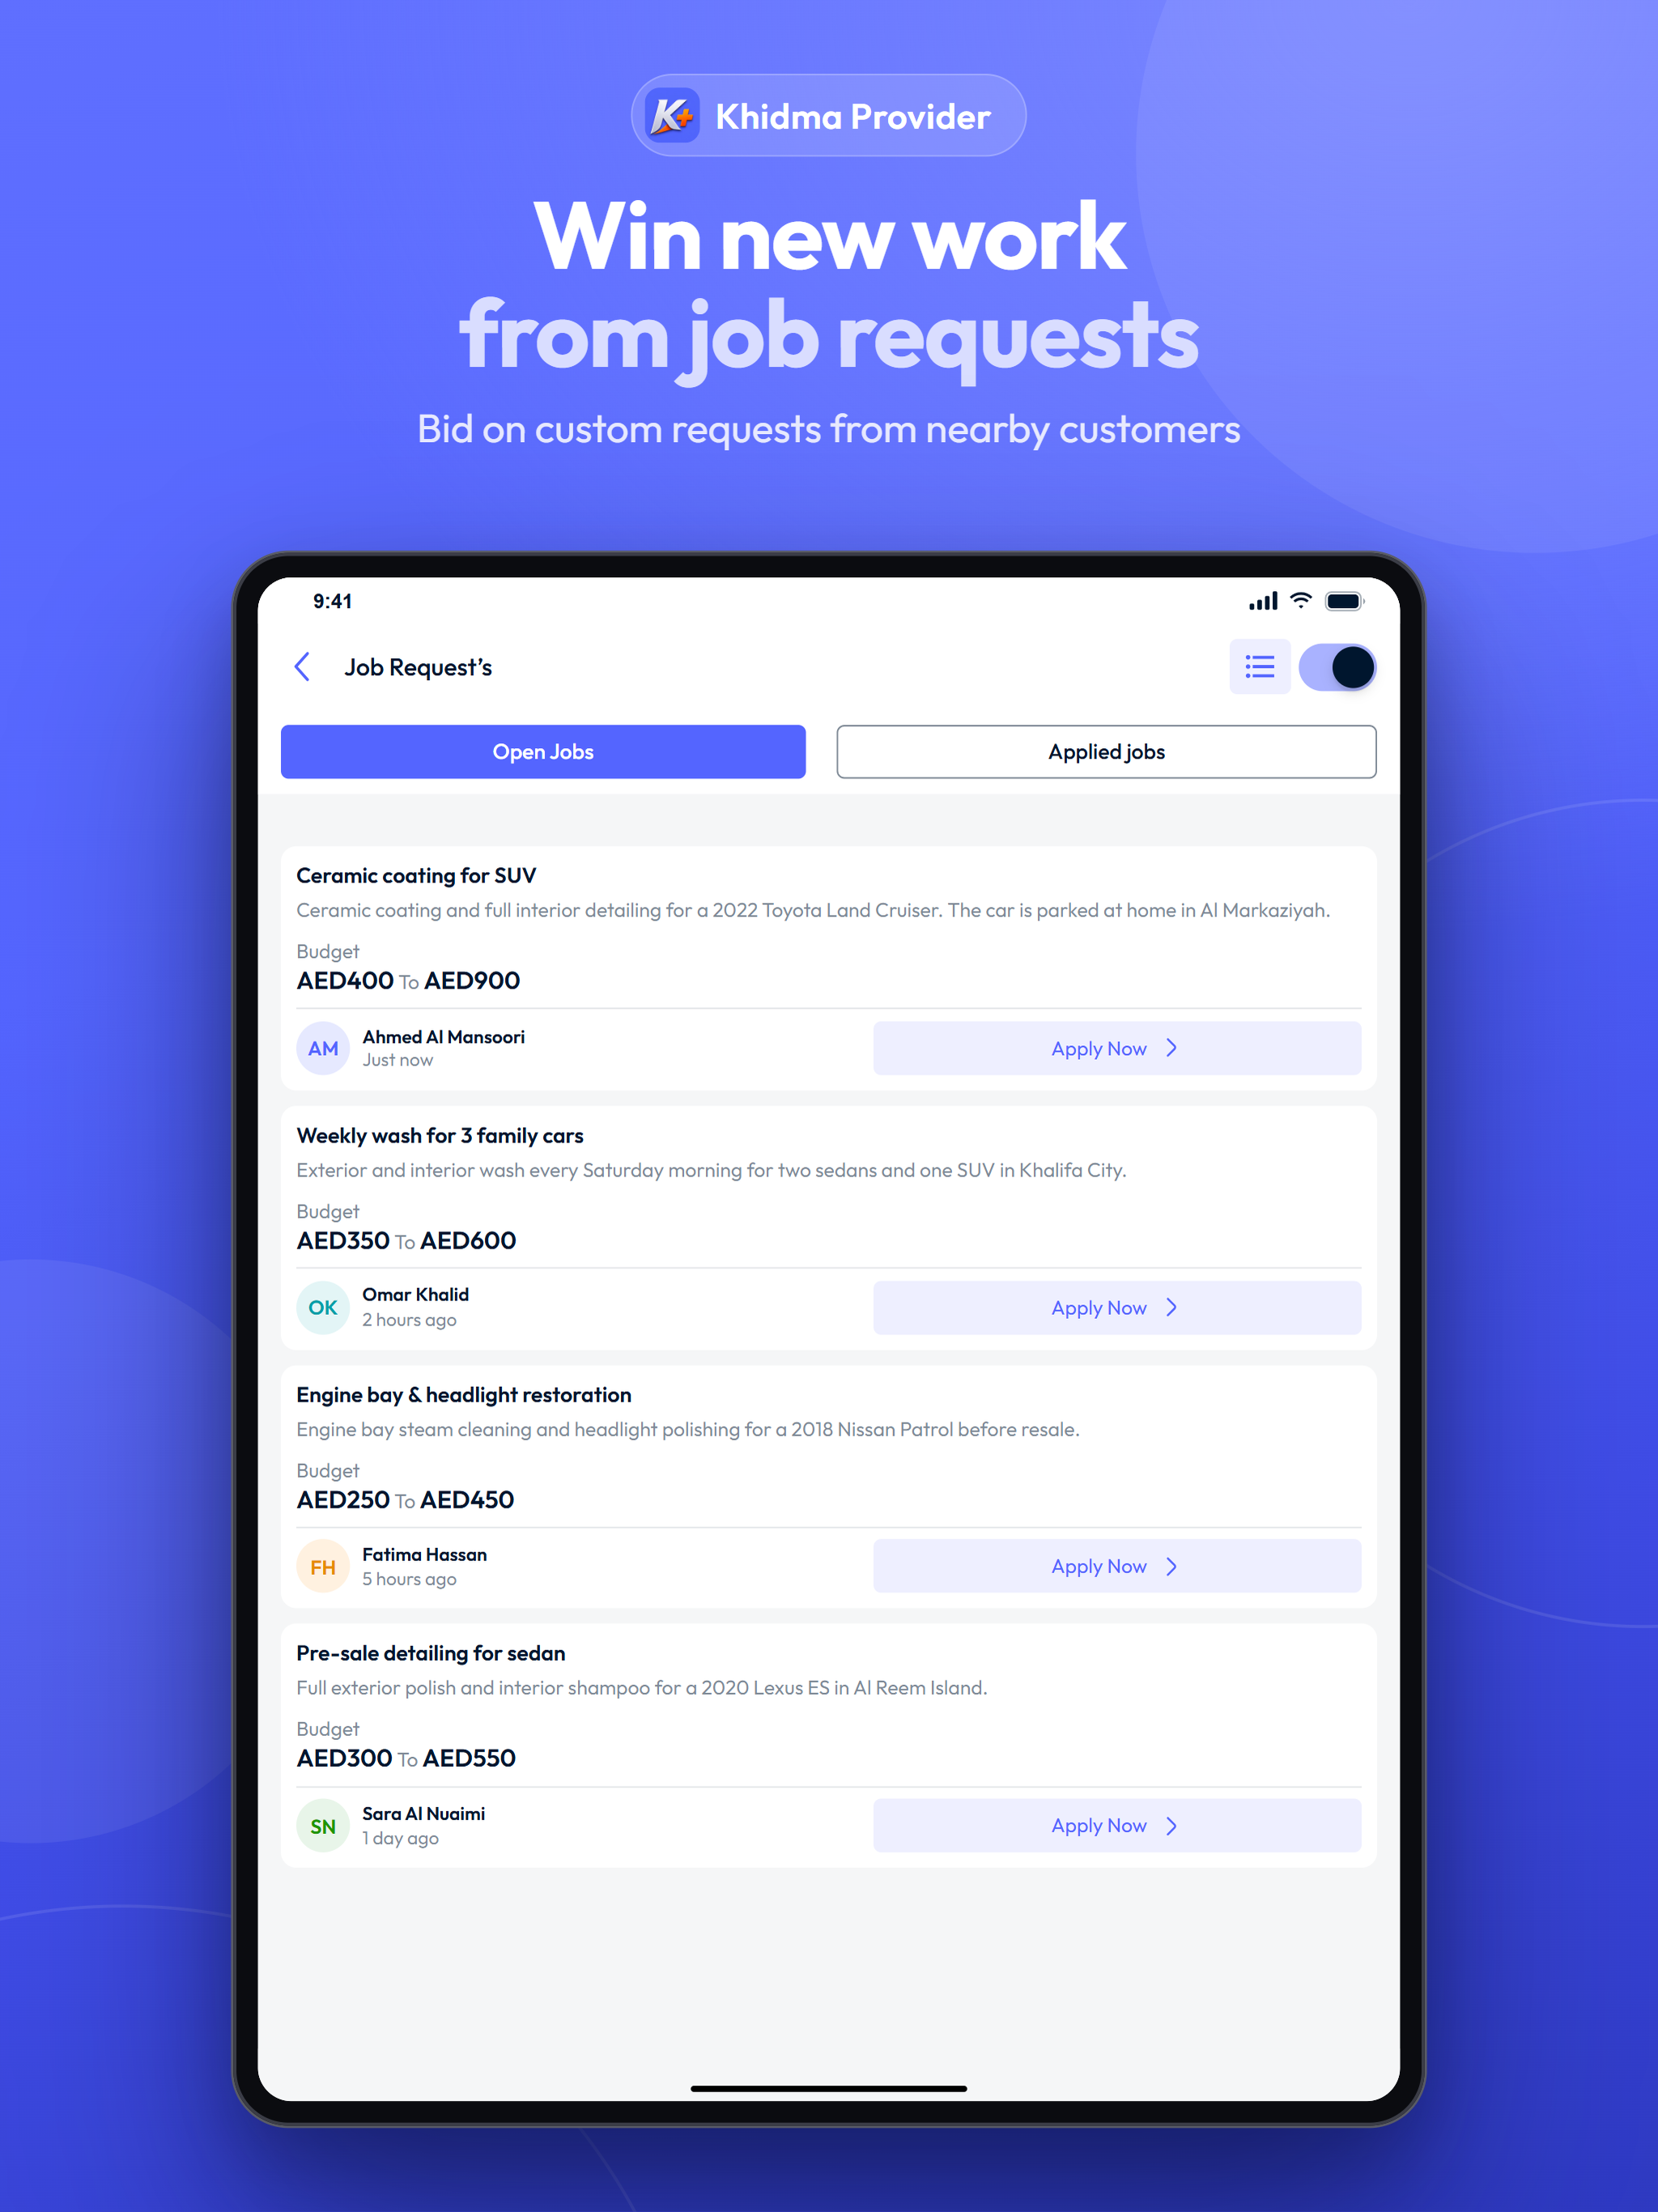 K+ Khidma Provider
Win new work
from job requests
Bid on custom requests from nearby customers
9:41
Job Request’s
Open Jobs
Applied jobs
Ceramic coating for SUV
Ceramic coating and full interior detailing for a 2022 Toyota Land Cruiser. The car is parked at home in Al Markaziyah.
Budget
AED400 To AED900
AM
Ahmed Al Mansoori
Just now
Apply Now
Weekly wash for 3 family cars
Exterior and interior wash every Saturday morning for two sedans and one SUV in Khalifa City.
Budget
AED350 To AED600
OK
Omar Khalid
2 hours ago
Apply Now
Engine bay & headlight restoration
Engine bay steam cleaning and headlight polishing for a 2018 Nissan Patrol before resale.
Budget
AED250 To AED450
FH
Fatima Hassan
5 hours ago
Apply Now
Pre-sale detailing for sedan
Full exterior polish and interior shampoo for a 2020 Lexus ES in Al Reem Island.
Budget
AED300 To AED550
SN
Sara Al Nuaimi
1 day ago
Apply Now